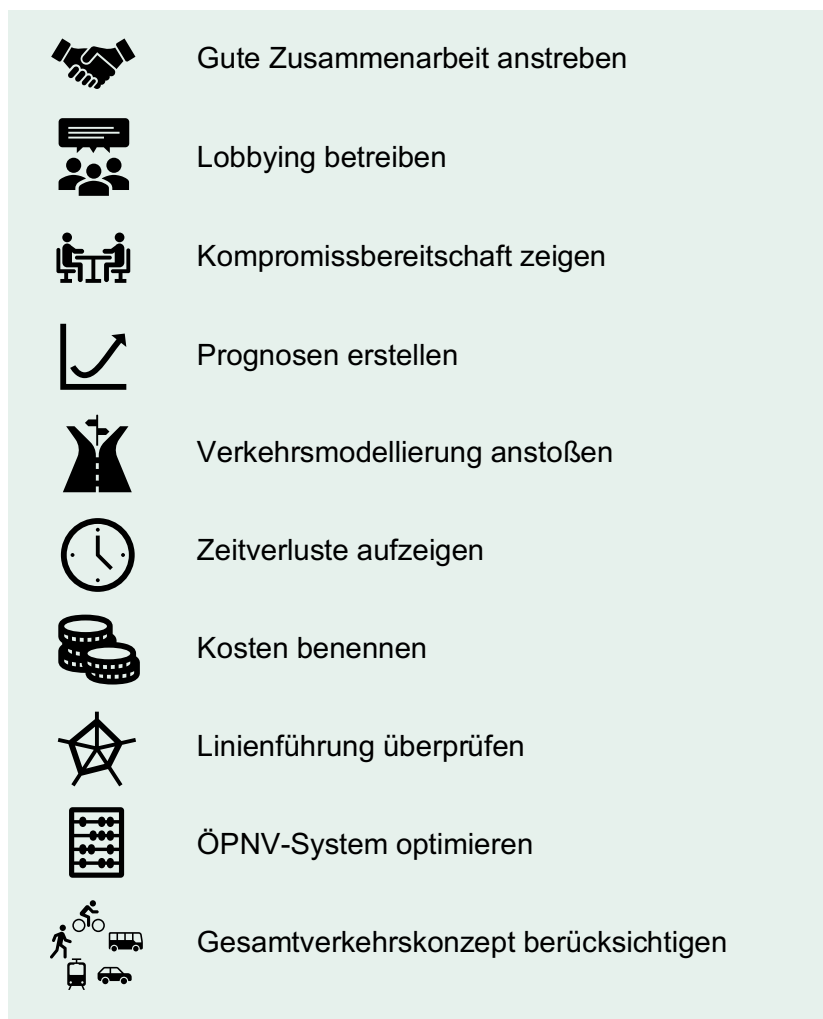 Gute Zusammenarbeit anstreben
Lobbying betreiben
Kompromissbereitschaft zeigen
Prognosen erstellen
Verkehrsmodellierung anstoßen
Zeitverluste aufzeigen
Kosten benennen
Linienführung überprüfen
ÖPNV-System optimieren
Gesamtverkehrskonzept berücksichtigen